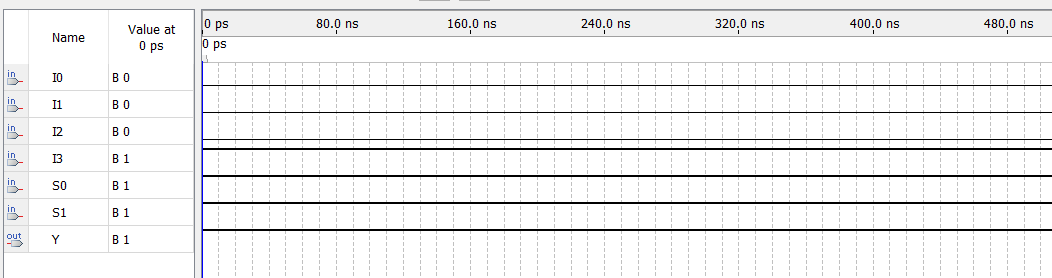 Name Value at 0 ps
0 ps 80.0 ns 160.0 ns 240.0 ns 320.0 ns 400.0 ns 480.0 ns
0 ps
in I0 B 0
in I1 B 0
in I2 B 0
in I3 B 1
in S0 B 1
in S1 B 1
out Y B 1